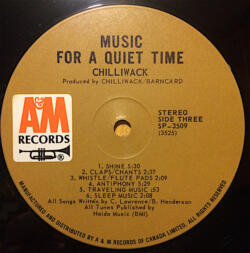 MUSIC
FOR A QUIET TIME
CHILLIWACK
Produced by CHILLIWACK/BARNCARD
A&M
RECORDS
STEREO
SIDE THREE
SP-3509
(3525)
1. SHINE 5:30
2. CLAPS/CHANTS 2:37
3. WHISTLE/FLUTE PADS 2:09
4. ANTIPHONY 5:29
5. TRAVELING MUSIC :53
6. SLEEP MUSIC 2:08
All Songs Written by C. Lawrence/B. Henderson
All Tunes Published by
Haida Music (BMI)
MANUFACTURED AND DISTRIBUTED BY A & M RECORDS OF CANADA LIMITED. ALL RIGHTS RESERVED.